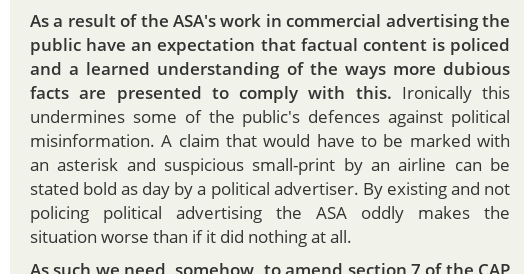 As a result of the ASA's work in commercial advertising the
public have an expectation that factual content is policed
and a learned understanding of the ways more dubious
facts are presented to comply with this. Ironically this
undermines some of the public's defences against political
misinformation. A claim that would have to be marked with
an asterisk and suspicious small-print by an airline can be
stated bold as day by a political advertiser. By existing and not
policing political advertising the ASA oddly makes the
situation worse than if it did nothing at all.
As such we need, somehow, to amend section 7 of the CAP